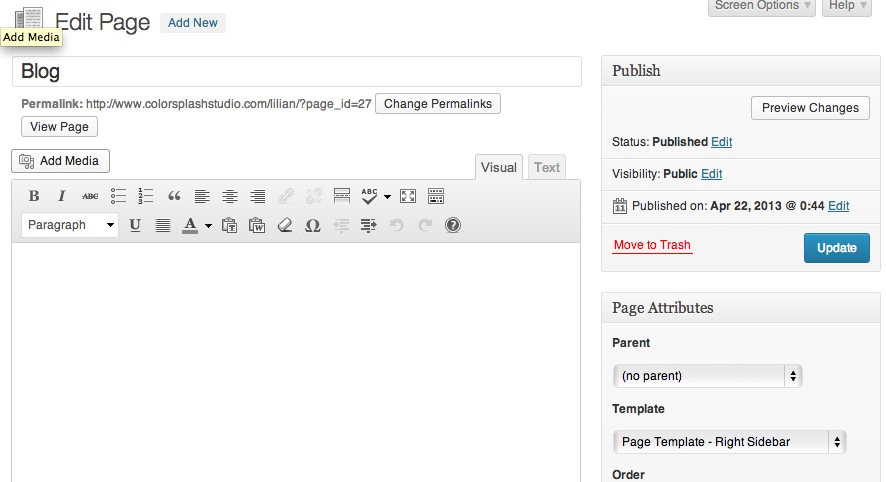 Screen Options Help
Edit Page Add New
Add Media
Blog
Permalink: http://www.colorsplashstudio.com/lilian/?page_id=27 Change Permalinks
View Page
Add Media
Visual Text
B I ABC ABC
Paragraph U A T W Ω ?
Publish
Preview Changes
Status: Published Edit
Visibility: Public Edit
11 Published on: Apr 22, 2013 @ 0:44 Edit
Move to Trash Update
Page Attributes
Parent
(no parent)
Template
Page Template - Right Sidebar
Order